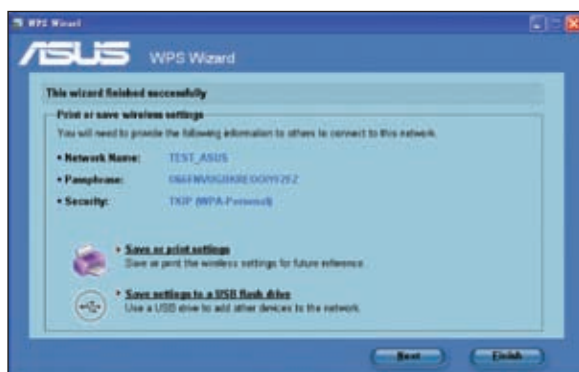 WPS Wizard
ASUS
WPS Wizard
This wizard finished successfully
Print or save wireless settings
You will need to provide the following information to others to connect to this network.
• Network Name: TEST_ASUS
• Passphrase:
• Security: TKIP (WPA-Personal)
Save or print settings
Save or print the wireless settings for future reference.
Save settings to a USB flash drive
Use a USB drive to add other devices to the network.
Next Finish